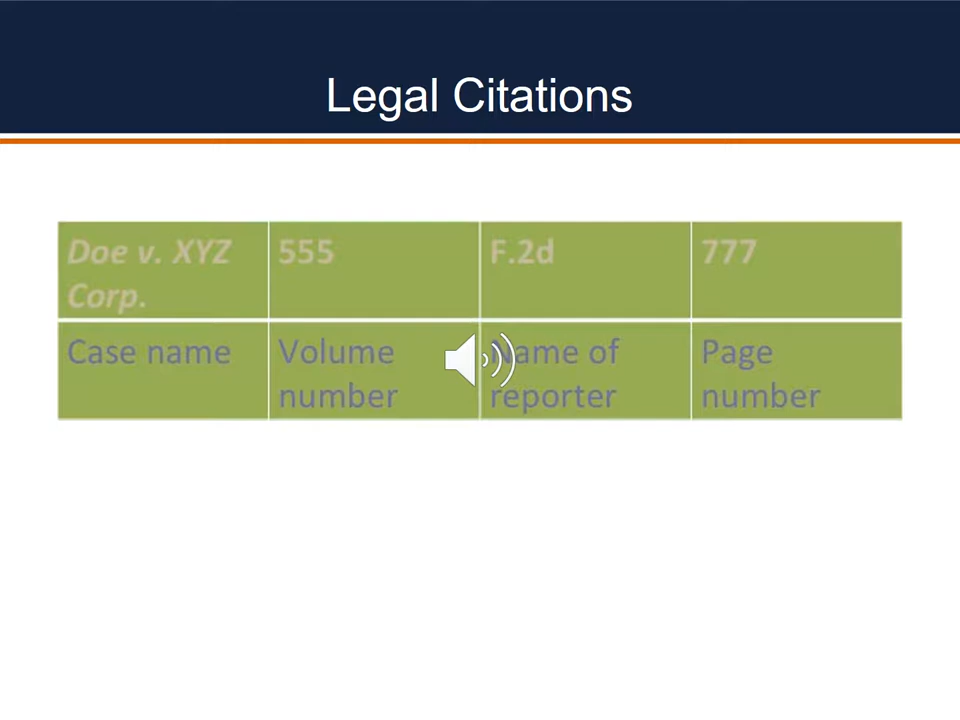 Legal Citations
Doe v. XYZ 555 F.2d 777
Corp.
Case name Volume Name of Page
number reporter number